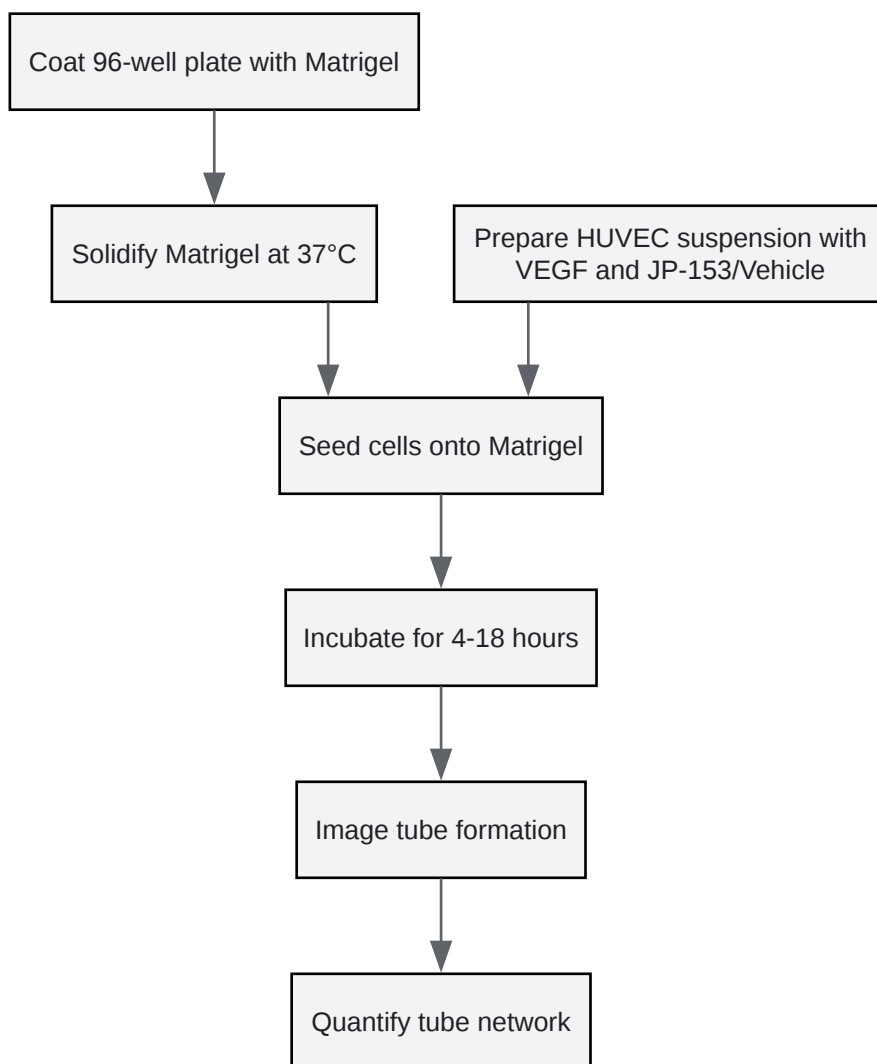 Coat 96-well plate with Matrigel
Solidify Matrigel at 37°C
Prepare HUVEC suspension with
VEGF and JP-153/Vehicle
Seed cells onto Matrigel
Incubate for 4-18 hours
Image tube formation
Quantify tube network